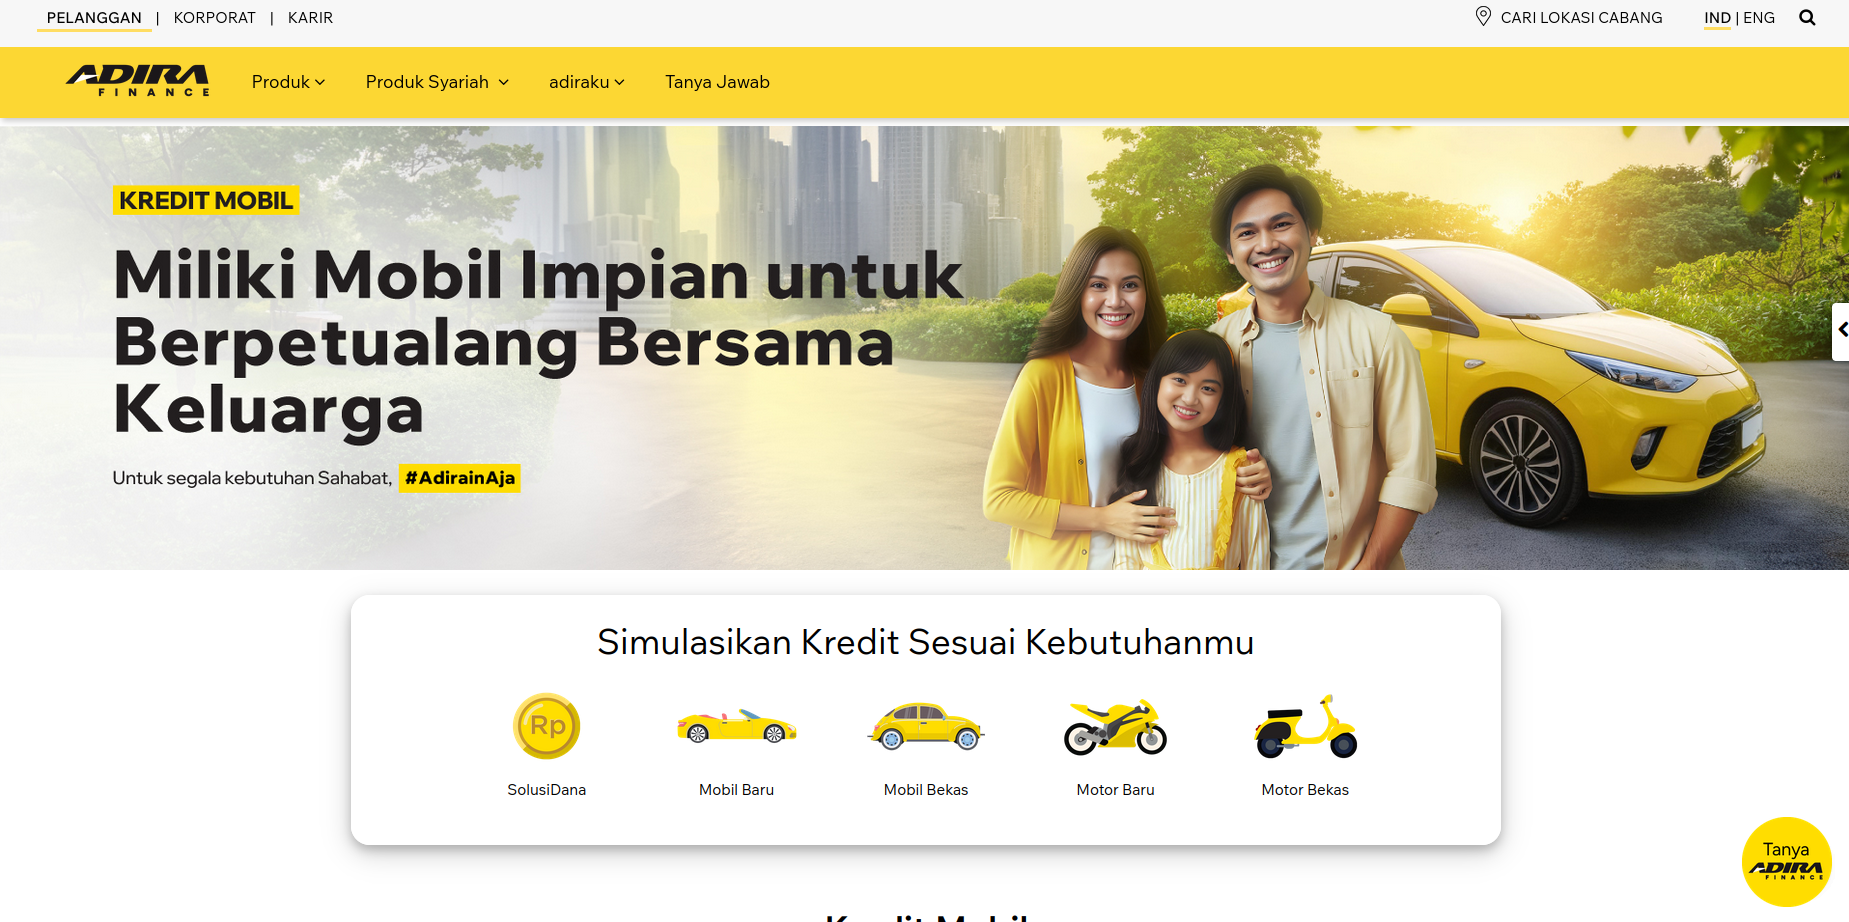 PELANGGAN | KORPORAT | KARIR
CARI LOKASI CABANG
IND | ENG
ADIRA
FINANCE
Produk
Produk Syariah
adiraku
Tanya Jawab
KREDIT MOBIL
Miliki Mobil Impian untuk
Berpetualang Bersama
Keluarga
Untuk segala kebutuhan Sahabat, #AdirainAja
Simulasikan Kredit Sesuai Kebutuhanmu
Rp
SolusiDana
Mobil Baru
Mobil Bekas
Motor Baru
Motor Bekas
Tanya
ADIRA
FINANCE
Kredit Mobil